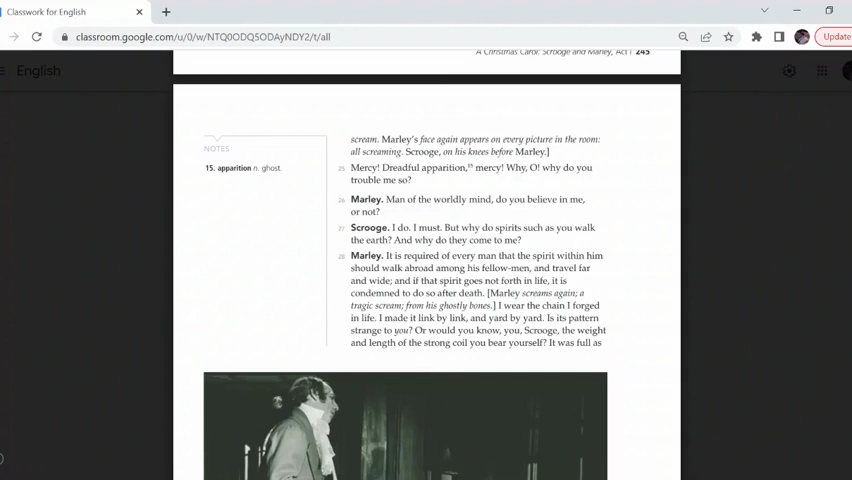 Classwork for English
classroom.google.com/u/0/w/NTQ0ODQ5ODAyNDY2/t/all
Update
English
A Christmas Carol: Scrooge and Marley, Act I 245
NOTES
15. apparition n. ghost.
scream. Marley's face again appears on every picture in the room:
all screaming. Scrooge, on his knees before Marley.]
25 Mercy! Dreadful apparition,15 mercy! Why, O! why do you
trouble me so?
26 Marley. Man of the worldly mind, do you believe in me,
or not?
27 Scrooge. I do. I must. But why do spirits such as you walk
the earth? And why do they come to me?
28 Marley. It is required of every man that the spirit within him
should walk abroad among his fellow-men, and travel far
and wide; and if that spirit goes not forth in life, it is
condemned to do so after death. [Marley screams again; a
tragic scream; from his ghostly bones.] I wear the chain I forged
in life. I made it link by link, and yard by yard. Is its pattern
strange to you? Or would you know, you, Scrooge, the weight
and length of the strong coil you bear yourself? It was full as